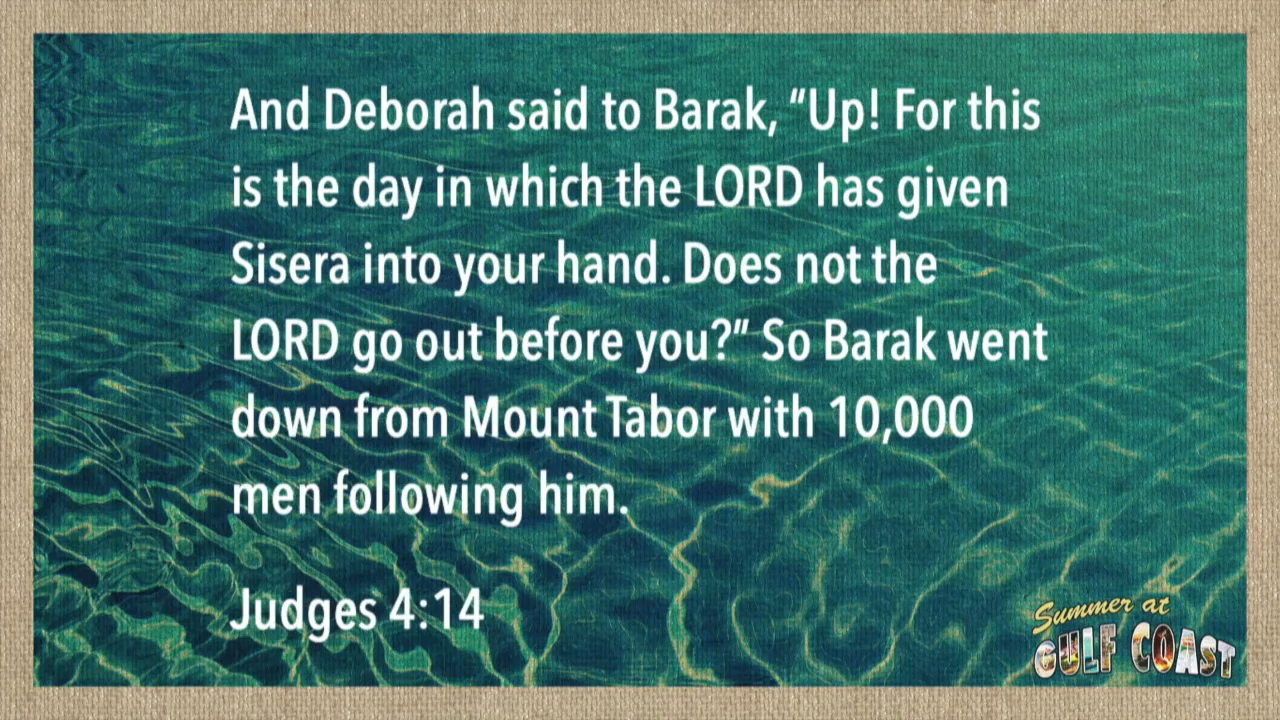 And Deborah said to Barak, “Up! For this
is the day in which the LORD has given
Sisera into your hand. Does not the
LORD go out before you?” So Barak went
down from Mount Tabor with 10,000
men following him.
Judges 4:14
Summer at
GULF COAST